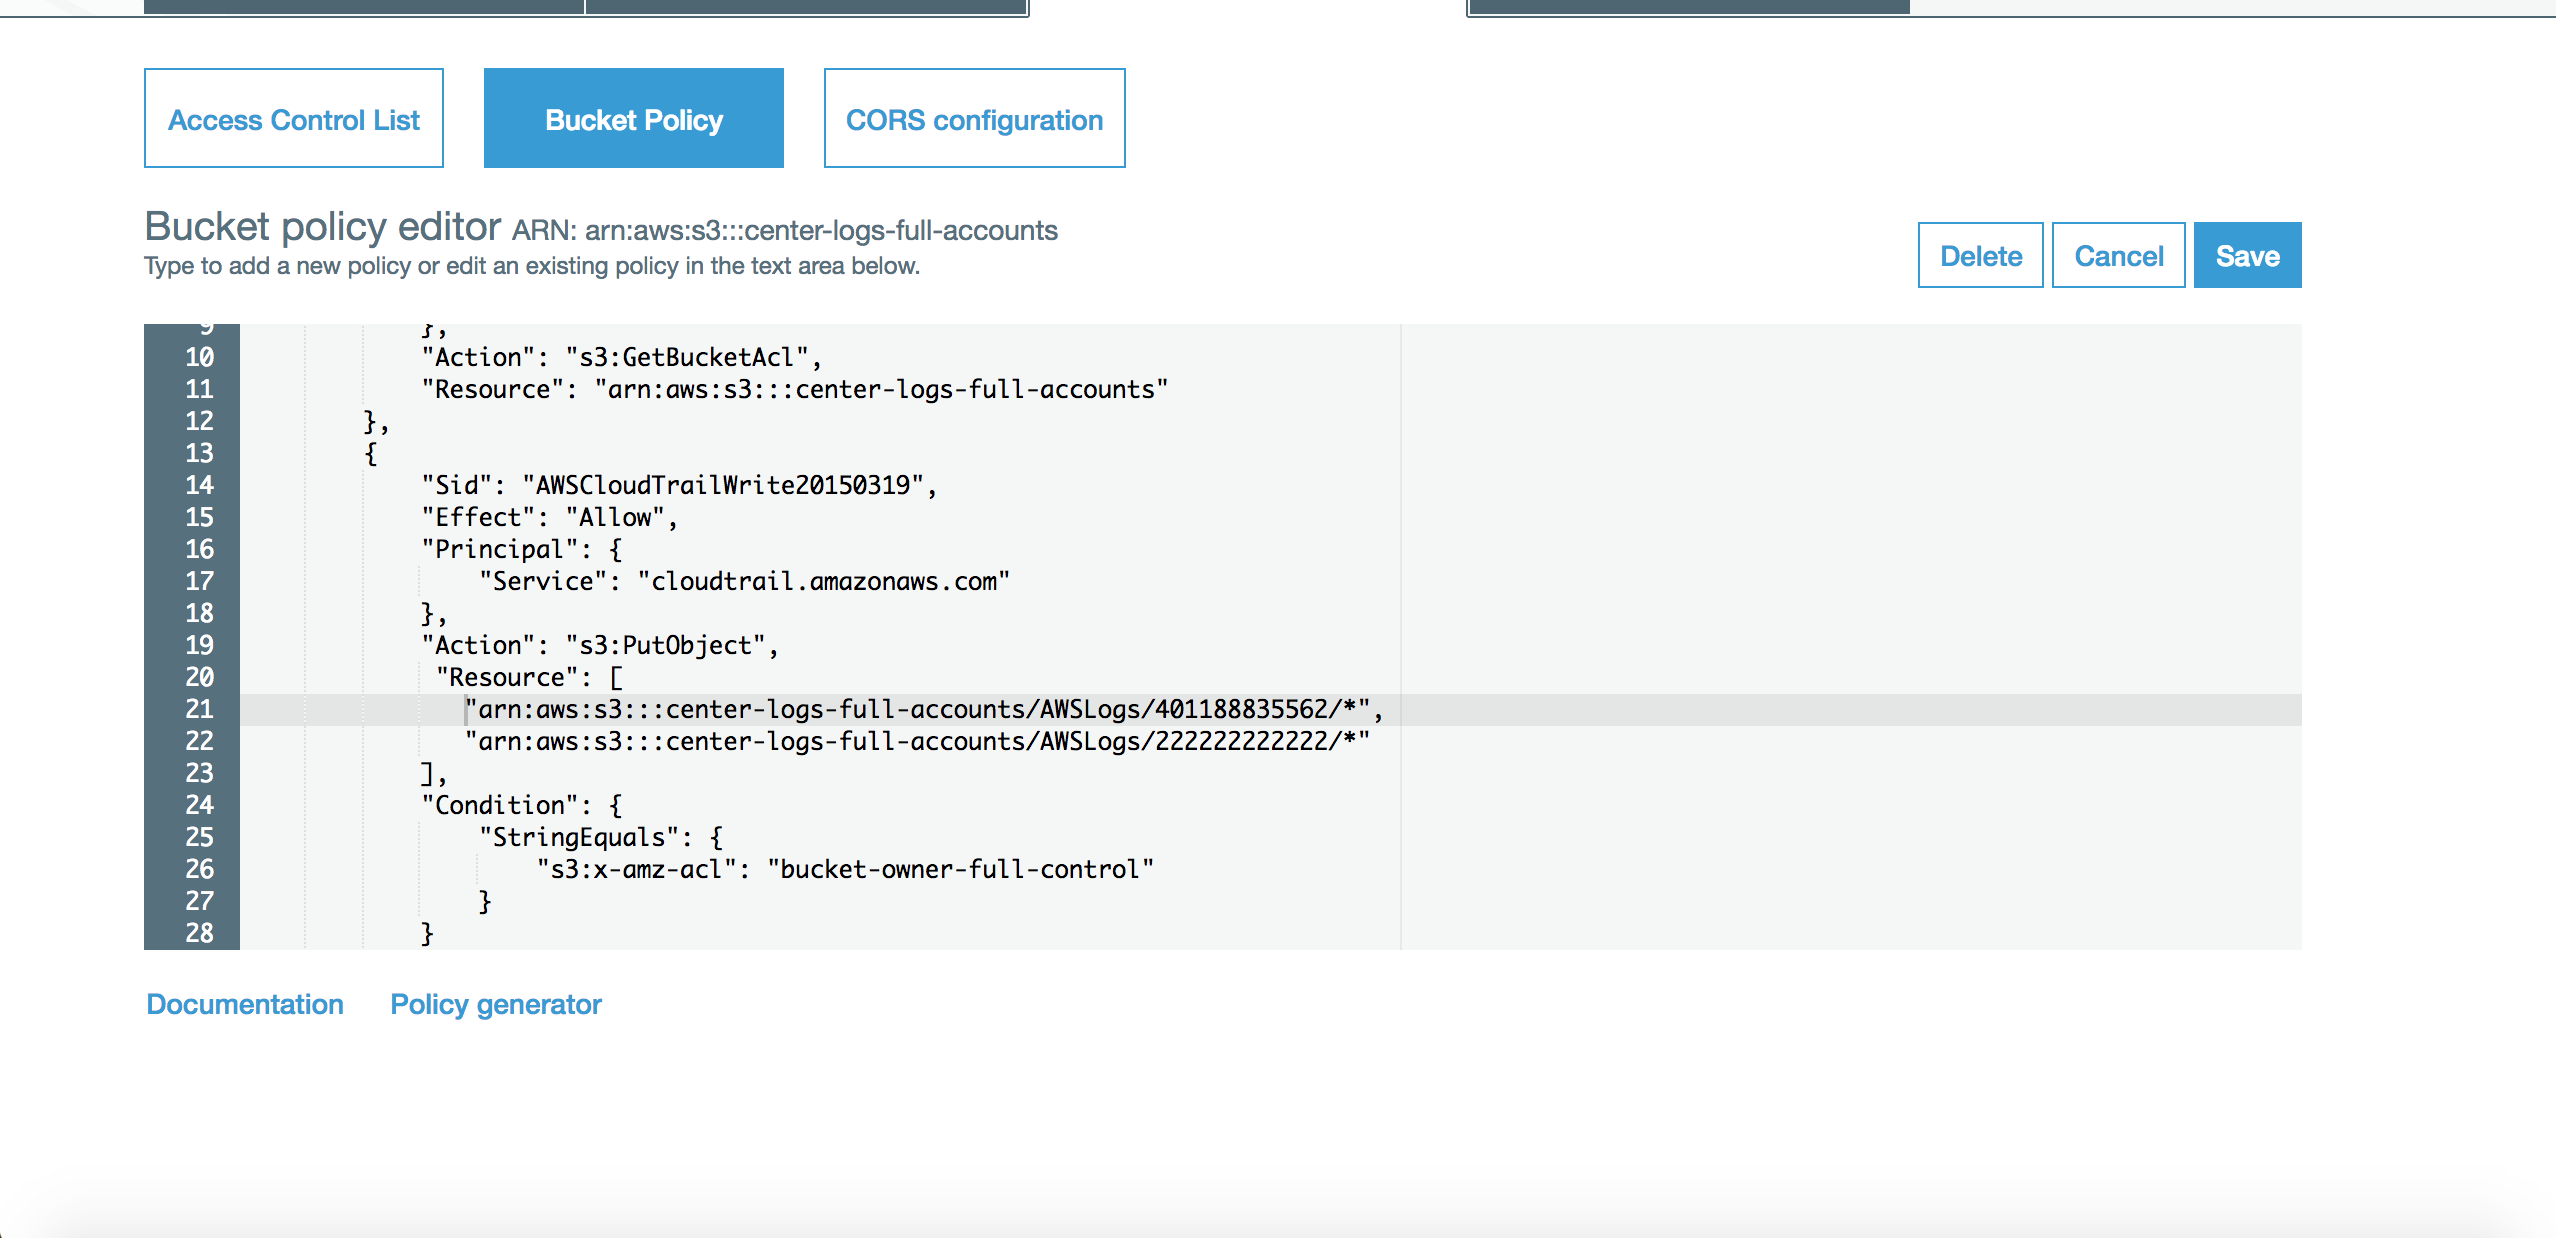 Access Control List
Bucket Policy
CORS configuration
Bucket policy editor ARN: arn:aws:s3:::center-logs-full-accounts
Type to add a new policy or edit an existing policy in the text area below.
Delete
Cancel
Save
9 },
10 "Action": "s3:GetBucketAcl",
11 "Resource": "arn:aws:s3:::center-logs-full-accounts"
12 },
13 {
14 "Sid": "AWSCloudTrailWrite20150319",
15 "Effect": "Allow",
16 "Principal": {
17 "Service": "cloudtrail.amazonaws.com"
18 },
19 "Action": "s3:PutObject",
20 "Resource": [
21 "arn:aws:s3:::center-logs-full-accounts/AWSLogs/401188835562/*",
22 "arn:aws:s3:::center-logs-full-accounts/AWSLogs/222222222222/*"
23 ],
24 "Condition": {
25 "StringEquals": {
26 "s3:x-amz-acl": "bucket-owner-full-control"
27 }
28 }
Documentation
Policy generator